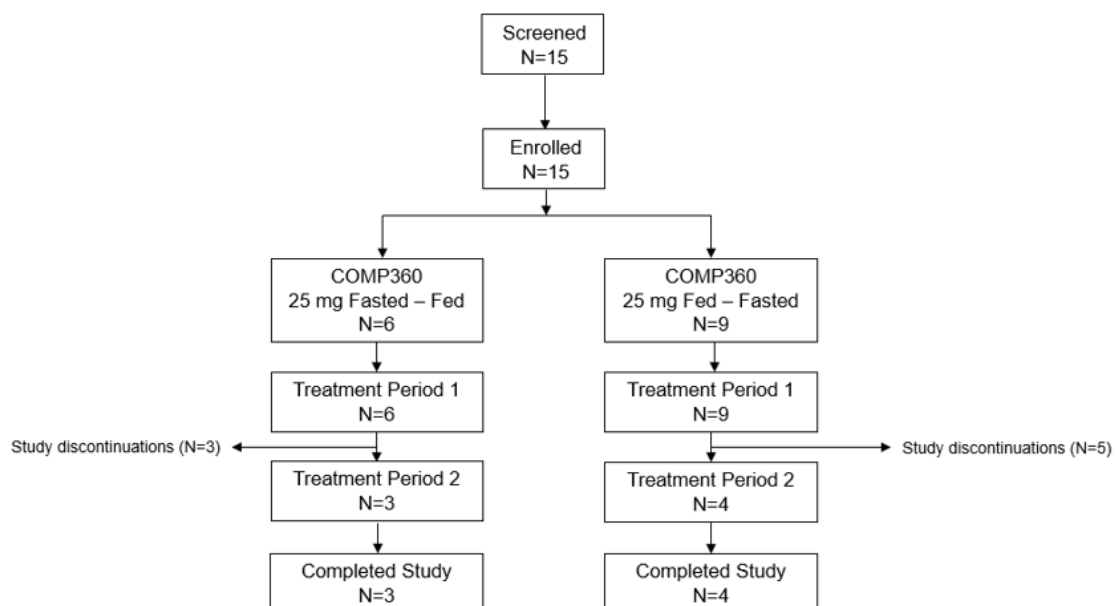 Screened
N=15
Enrolled
N=15
COMP360
25 mg Fasted – Fed
N=6
COMP360
25 mg Fed – Fasted
N=9
Treatment Period 1
N=6
Treatment Period 1
N=9
Study discontinuations (N=3)
Study discontinuations (N=5)
Treatment Period 2
N=3
Treatment Period 2
N=4
Completed Study
N=3
Completed Study
N=4